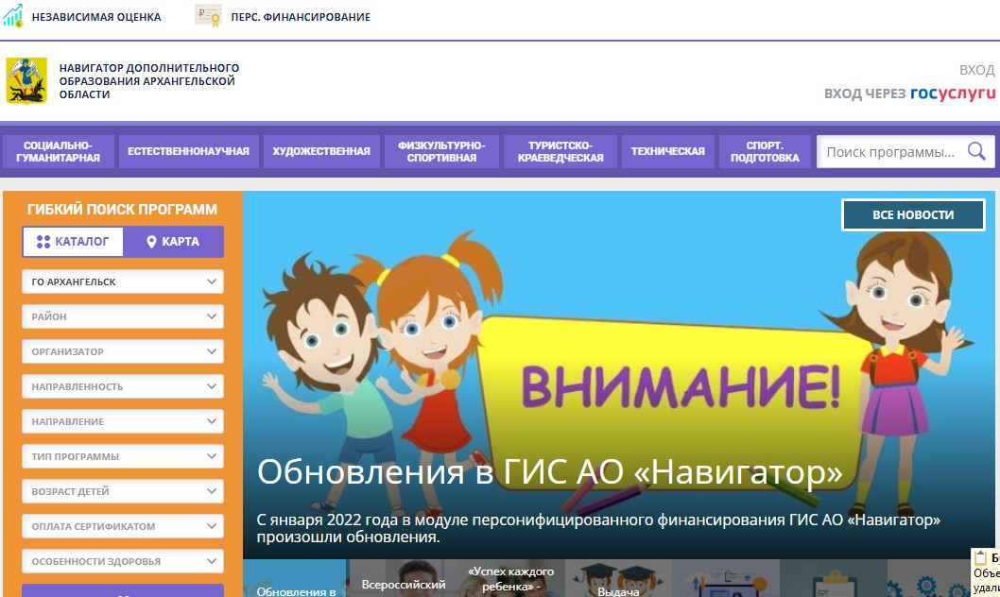 НЕЗАВИСИМАЯ ОЦЕНКА
ПЕРС. ФИНАНСИРОВАНИЕ
НАВИГАТОР ДОПОЛНИТЕЛЬНОГО
ОБРАЗОВАНИЯ АРХАНГЕЛЬСКОЙ
ОБЛАСТИ
ВХОД
ВХОД ЧЕРЕЗ госуслуги
СОЦИАЛЬНО-
ГУМАНИТАРНАЯ
ЕСТЕСТВЕННОНАУЧНАЯ
ХУДОЖЕСТВЕННАЯ
ФИЗКУЛЬТУРНО-
СПОРТИВНАЯ
ТУРИСТСКО-
КРАЕВЕДЧЕСКАЯ
ТЕХНИЧЕСКАЯ
СПОРТ.
ПОДГОТОВКА
Поиск программы...
ГИБКИЙ ПОИСК ПРОГРАММ
КАТАЛОГ
КАРТА
ГО АРХАНГЕЛЬСК
РАЙОН
ОРГАНИЗАТОР
НАПРАВЛЕННОСТЬ
НАПРАВЛЕНИЕ
ТИП ПРОГРАММЫ
ВОЗРАСТ ДЕТЕЙ
ОПЛАТА СЕРТИФИКАТОМ
ОСОБЕННОСТИ ЗДОРОВЬЯ
ВСЕ НОВОСТИ
ВНИМАНИЕ!
Обновления в ГИС АО «Навигатор»
С января 2022 года в модуле персонифицированного финансирования ГИС АО «Навигатор»
произошли обновления.
Обновления в
Всероссийский
«Успех каждого
ребенка» -
Выдача